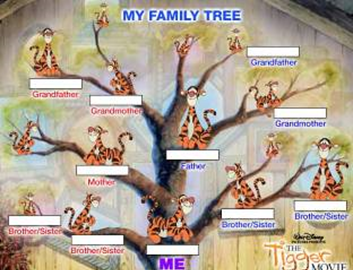 MY FAMILY TREE
Grandfather
Grandmother
Grandfather
Grandmother
Mother
Father
Brother/Sister
Brother/Sister
ME
Brother/Sister
Brother/Sister
WALT DISNEY
THE
Tigger
MOVIE